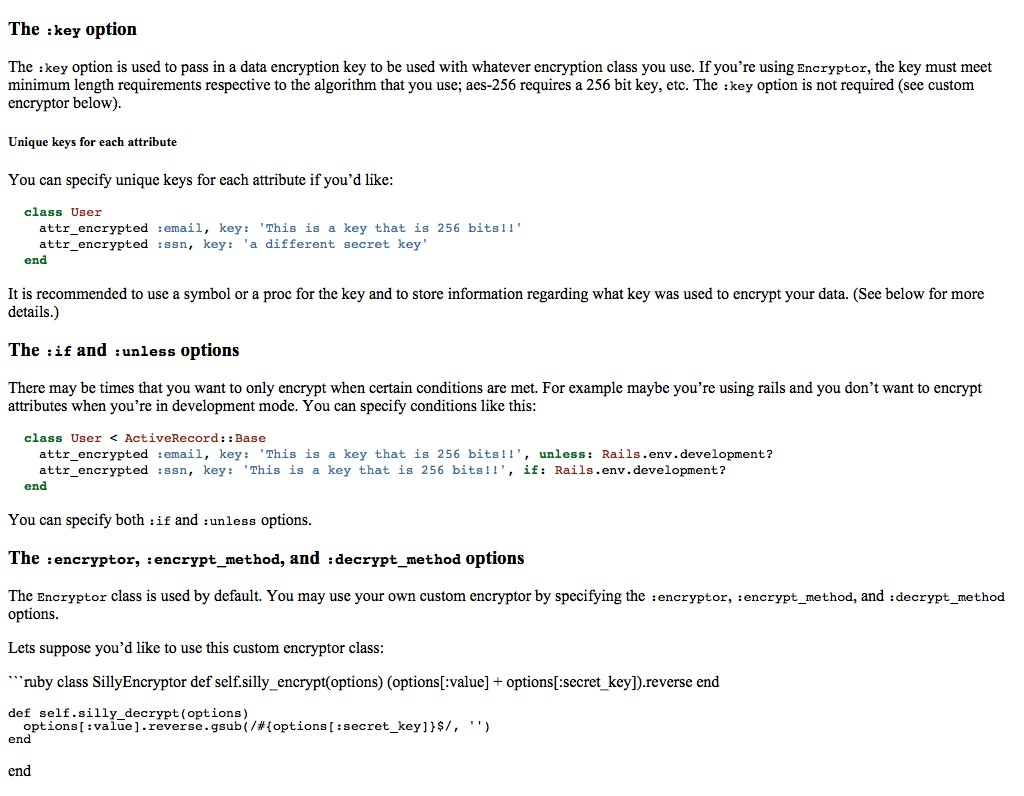 The :key option
The :key option is used to pass in a data encryption key to be used with whatever encryption class you use. If you’re using Encryptor, the key must meet
minimum length requirements respective to the algorithm that you use; aes-256 requires a 256 bit key, etc. The :key option is not required (see custom
encryptor below).
Unique keys for each attribute
You can specify unique keys for each attribute if you’d like:
class User
  attr_encrypted :email, key: 'This is a key that is 256 bits!!'
  attr_encrypted :ssn, key: 'a different secret key'
end
It is recommended to use a symbol or a proc for the key and to store information regarding what key was used to encrypt your data. (See below for more
details.)
The :if and :unless options
There may be times that you want to only encrypt when certain conditions are met. For example maybe you’re using rails and you don’t want to encrypt
attributes when you’re in development mode. You can specify conditions like this:
class User < ActiveRecord::Base
  attr_encrypted :email, key: 'This is a key that is 256 bits!!', unless: Rails.env.development?
  attr_encrypted :ssn, key: 'This is a key that is 256 bits!!', if: Rails.env.development?
end
You can specify both :if and :unless options.
The :encryptor, :encrypt_method, and :decrypt_method options
The Encryptor class is used by default. You may use your own custom encryptor by specifying the :encryptor, :encrypt_method, and :decrypt_method
options.
Lets suppose you’d like to use this custom encryptor class:
```ruby class SillyEncryptor def self.silly_encrypt(options) (options[:value] + options[:secret_key]).reverse end
def self.silly_decrypt(options)
  options[:value].reverse.gsub(/#{options[:secret_key]}$/, '')
end
end